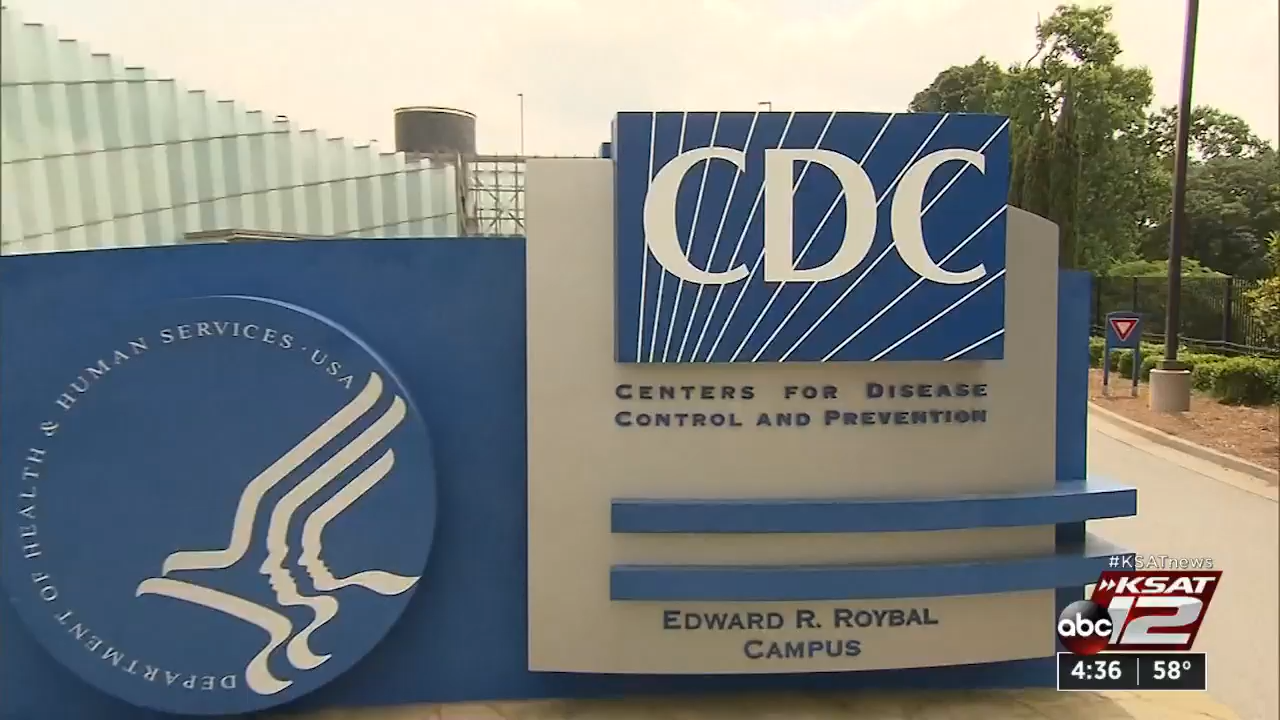 DEPARTMENT OF HEALTH & HUMAN SERVICES · USA
CDC
CENTERS FOR DISEASE
CONTROL AND PREVENTION
EDWARD R. ROYBAL
CAMPUS
#KSATnews
KSAT
abc 12
4:36 58°